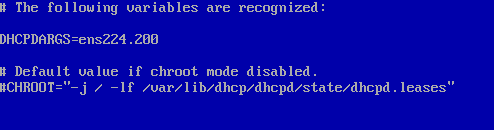 # The following variables are recognized:
DHCPDARGS=ens224.200
# Default value if chroot mode disabled.
#CHROOT="-j / -lf /var/lib/dhcp/dhcpd/state/dhcpd.leases"